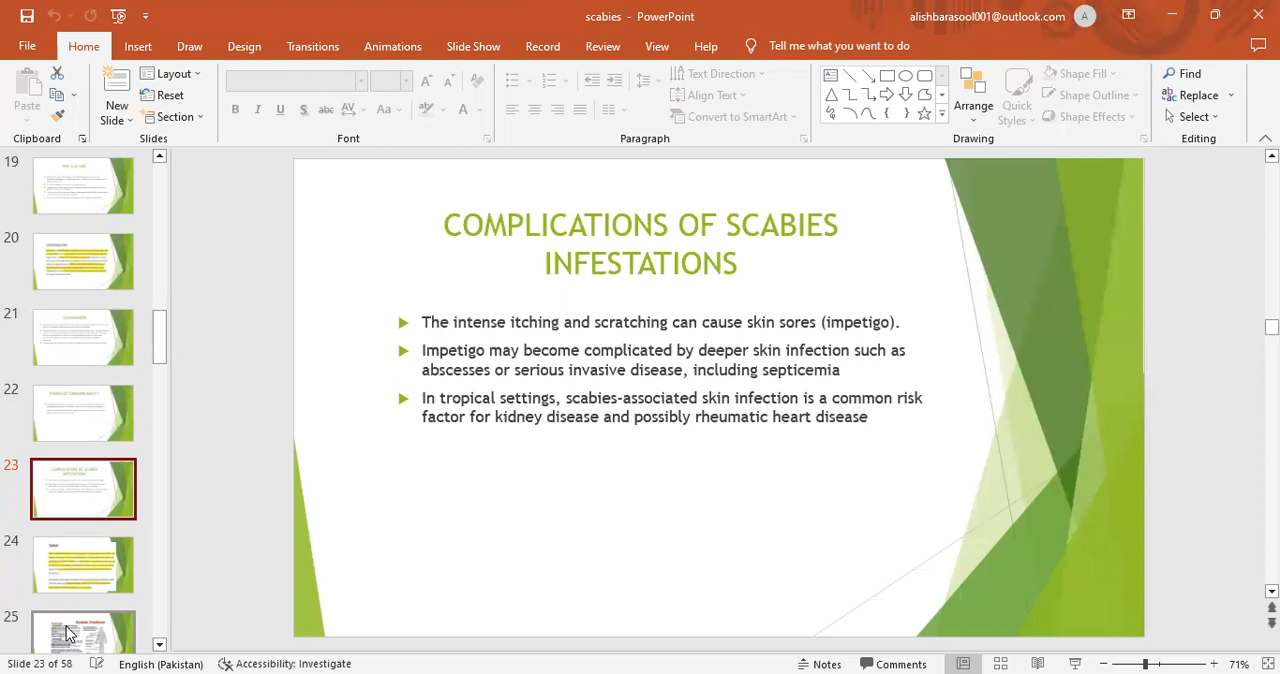 scabies - PowerPoint
alishbarasool001@outlook.com
A
File
Home
Insert
Draw
Design
Transitions
Animations
Slide Show
Record
Review
View
Help
Tell me what you want to do
Paste
New
Slide
Layout
Reset
Section
B I U S abc AV Aa A
Text Direction
Align Text
Convert to SmartArt
Arrange
Quick
Styles
Shape Fill
Shape Outline
Shape Effects
Find
Replace
Select
Clipboard
Slides
Font
Paragraph
Drawing
Editing
19
20
21
22
23
24
25
COMPLICATIONS OF SCABIES
INFESTATIONS
The intense itching and scratching can cause skin sores (impetigo).
Impetigo may become complicated by deeper skin infection such as
abscesses or serious invasive disease, including septicemia
In tropical settings, scabies-associated skin infection is a common risk
factor for kidney disease and possibly rheumatic heart disease
Slide 23 of 58
English (Pakistan)
Accessibility: Investigate
Notes
Comments
71%